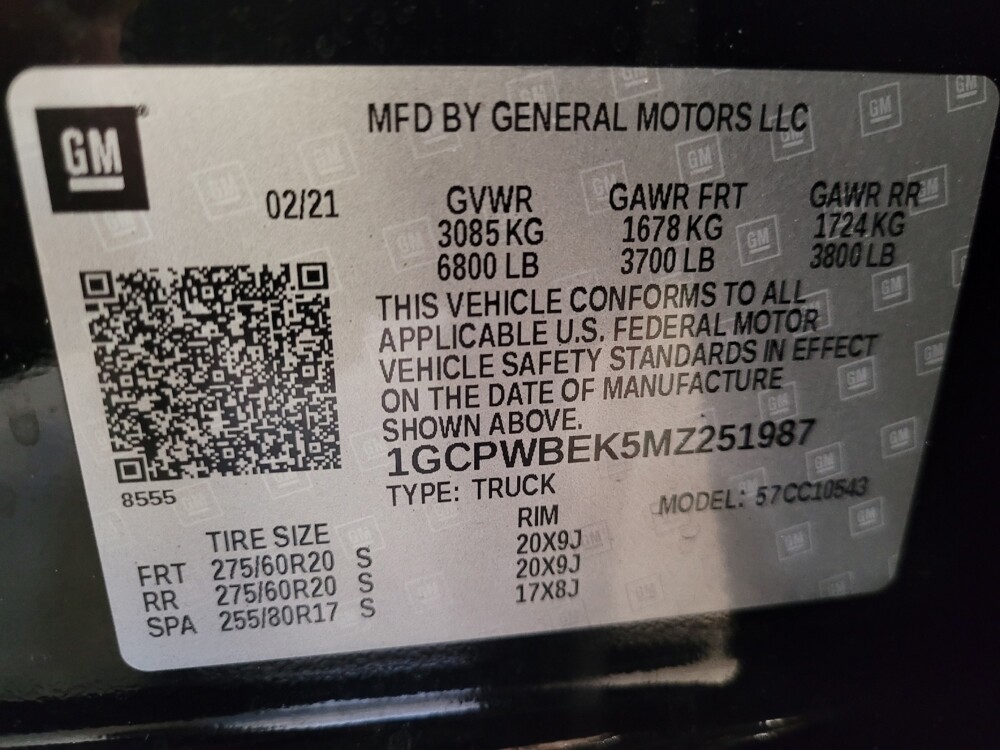 GM
MFD BY GENERAL MOTORS LLC
02/21
GVWR GAWR FRT GAWR RR
3085 KG 1678 KG 1724 KG
6800 LB 3700 LB 3800 LB
THIS VEHICLE CONFORMS TO ALL
APPLICABLE U.S. FEDERAL MOTOR
VEHICLE SAFETY STANDARDS IN EFFECT
ON THE DATE OF MANUFACTURE
SHOWN ABOVE.
1GCPWBEK5MZ251987
8555
TYPE: TRUCK MODEL: 57CC10543
TIRE SIZE RIM
FRT 275/60R20 S 20X9J
RR 275/60R20 S 20X9J
SPA 255/80R17 S 17X8J